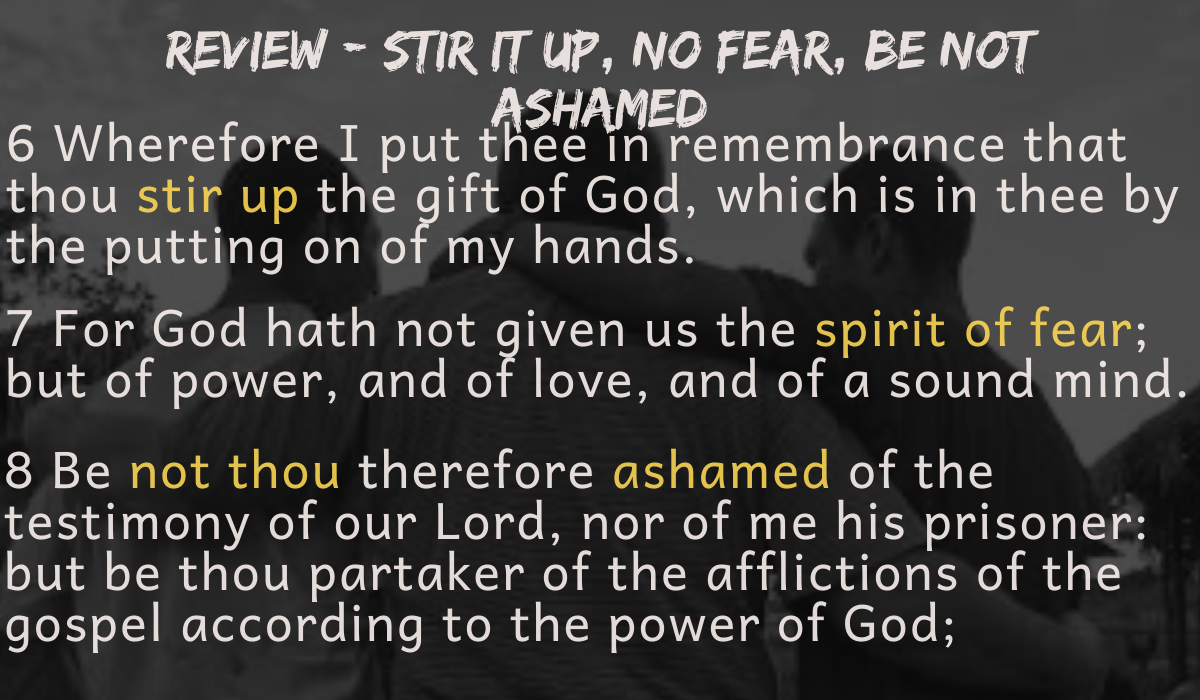 REVIEW - STIR IT UP, NO FEAR, BE NOT
ASHAMED
6 Wherefore I put thee in remembrance that
thou stir up the gift of God, which is in thee by
the putting on of my hands.
7 For God hath not given us the spirit of fear;
but of power, and of love, and of a sound mind.
8 Be not thou therefore ashamed of the
testimony of our Lord, nor of me his prisoner:
but be thou partaker of the afflictions of the
gospel according to the power of God;